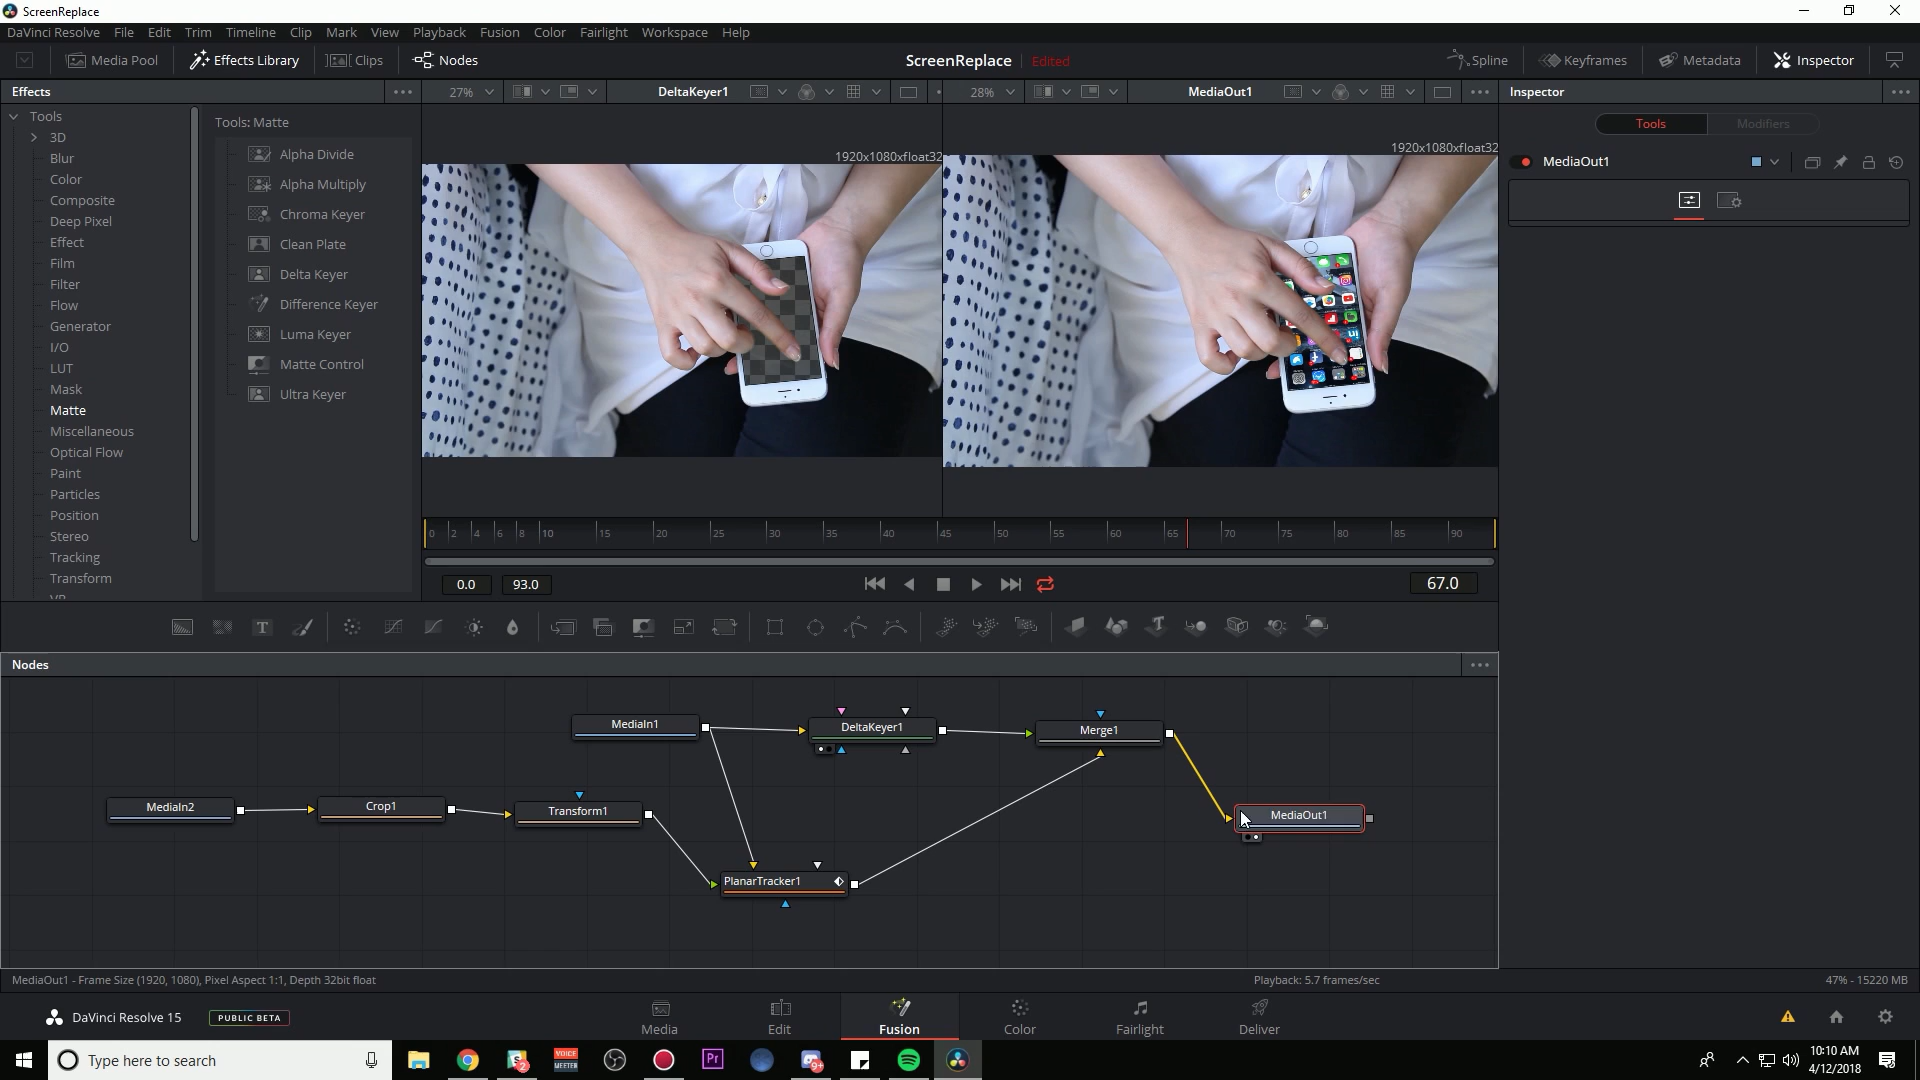 ScreenReplace
DaVinci Resolve File Edit Trim Timeline Clip Mark View Playback Fusion Color Fairlight Workspace Help
Media Pool Effects Library Clips Nodes ScreenReplace Edited Spline Keyframes Metadata Inspector
Effects 27% DeltaKeyer1 28% MediaOut1 Inspector
Tools
3D
Blur
Color
Composite
Deep Pixel
Effect
Film
Filter
Flow
Generator
I/O
LUT
Mask
Matte
Miscellaneous
Optical Flow
Paint
Particles
Position
Stereo
Tracking
Transform
Tools: Matte
Alpha Divide
Alpha Multiply
Chroma Keyer
Clean Plate
Delta Keyer
Difference Keyer
Luma Keyer
Matte Control
Ultra Keyer
1920x1080xfloat32
1920x1080xfloat32
Tools Modifiers
MediaOut1
0 2 4 6 8 10 15 20 25 30 35 40 45 50 55 60 65 70 75 80 85 90
0.0 93.0 67.0
Nodes
MediaIn1 DeltaKeyer1 Merge1
MediaIn2 Crop1 Transform1 MediaOut1
PlanarTracker1
MediaOut1 - Frame Size (1920, 1080), Pixel Aspect 1:1, Depth 32bit float Playback: 5.7 frames/sec 47% - 15220 MB
DaVinci Resolve 15 PUBLIC BETA
Media Edit Fusion Color Fairlight Deliver
Type here to search
VOICE
MEETER
2
Pr
9+
10:10 AM
4/12/2018